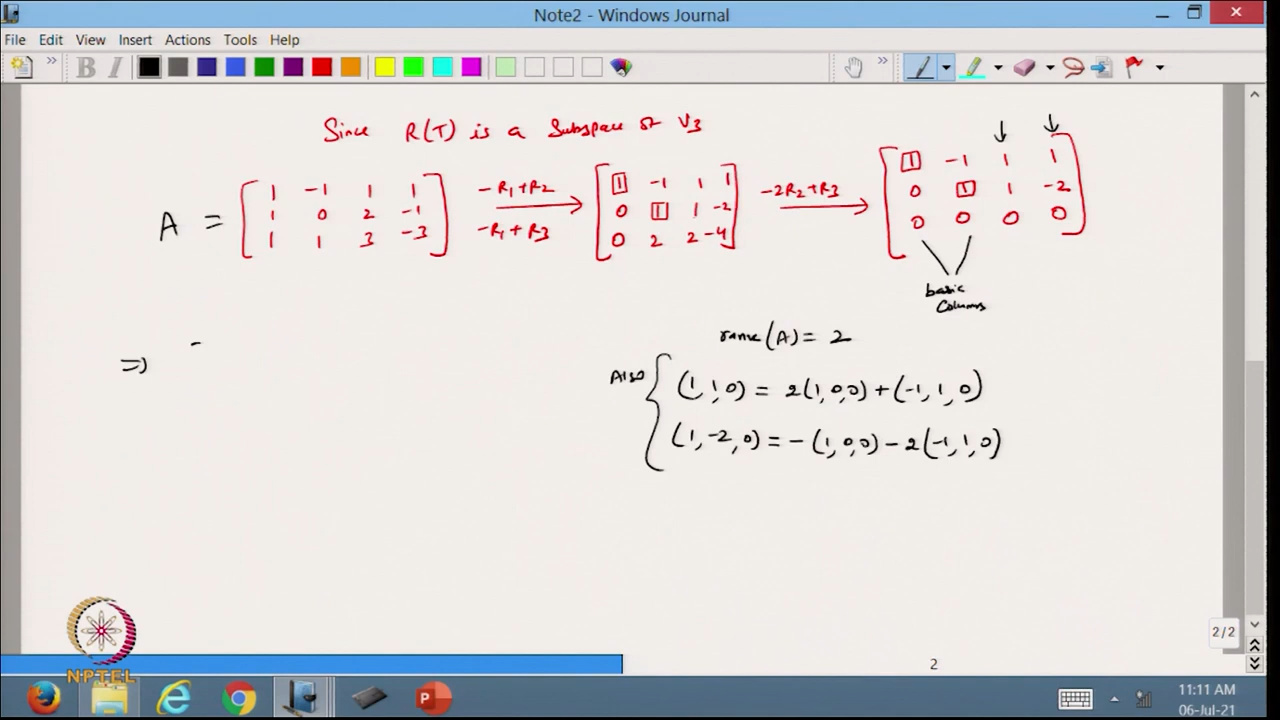 Note2 - Windows Journal
File Edit View Insert Actions Tools Help
Since R(T) is a Subspace of V3
A = [1 -1 1 1; 1 0 2 -1; 1 1 3 -3] -R1+R2 -R1+R3 → [1 -1 1 1; 0 1 1 -2; 0 2 2 -4] -2R2+R3 → [1 -1 1 1; 0 1 1 -2; 0 0 0 0]
basic
Columns
rank(A) = 2
⇒
Also
(1, 1, 0) = 2(1, 0, 0) + (-1, 1, 0)
(1, -2, 0) = -(1, 0, 0) - 2(-1, 1, 0)
2/2
2
NPTEL
11:11 AM
06-Jul-21